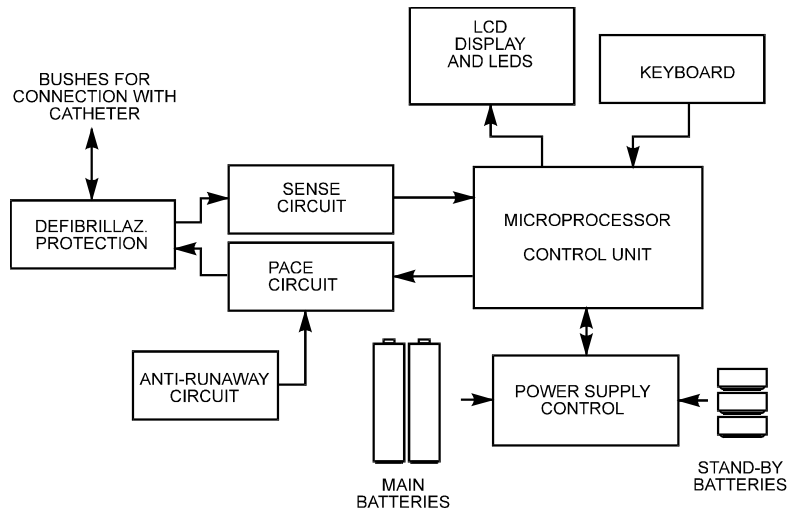 LCD
DISPLAY
AND LEDS
KEYBOARD
BUSHES FOR
CONNECTION WITH
CATHETER
SENSE
CIRCUIT
MICROPROCESSOR
CONTROL UNIT
DEFIBRILLAZ.
PROTECTION
PACE
CIRCUIT
ANTI-RUNAWAY
CIRCUIT
POWER SUPPLY
CONTROL
MAIN
BATTERIES
STAND-BY
BATTERIES